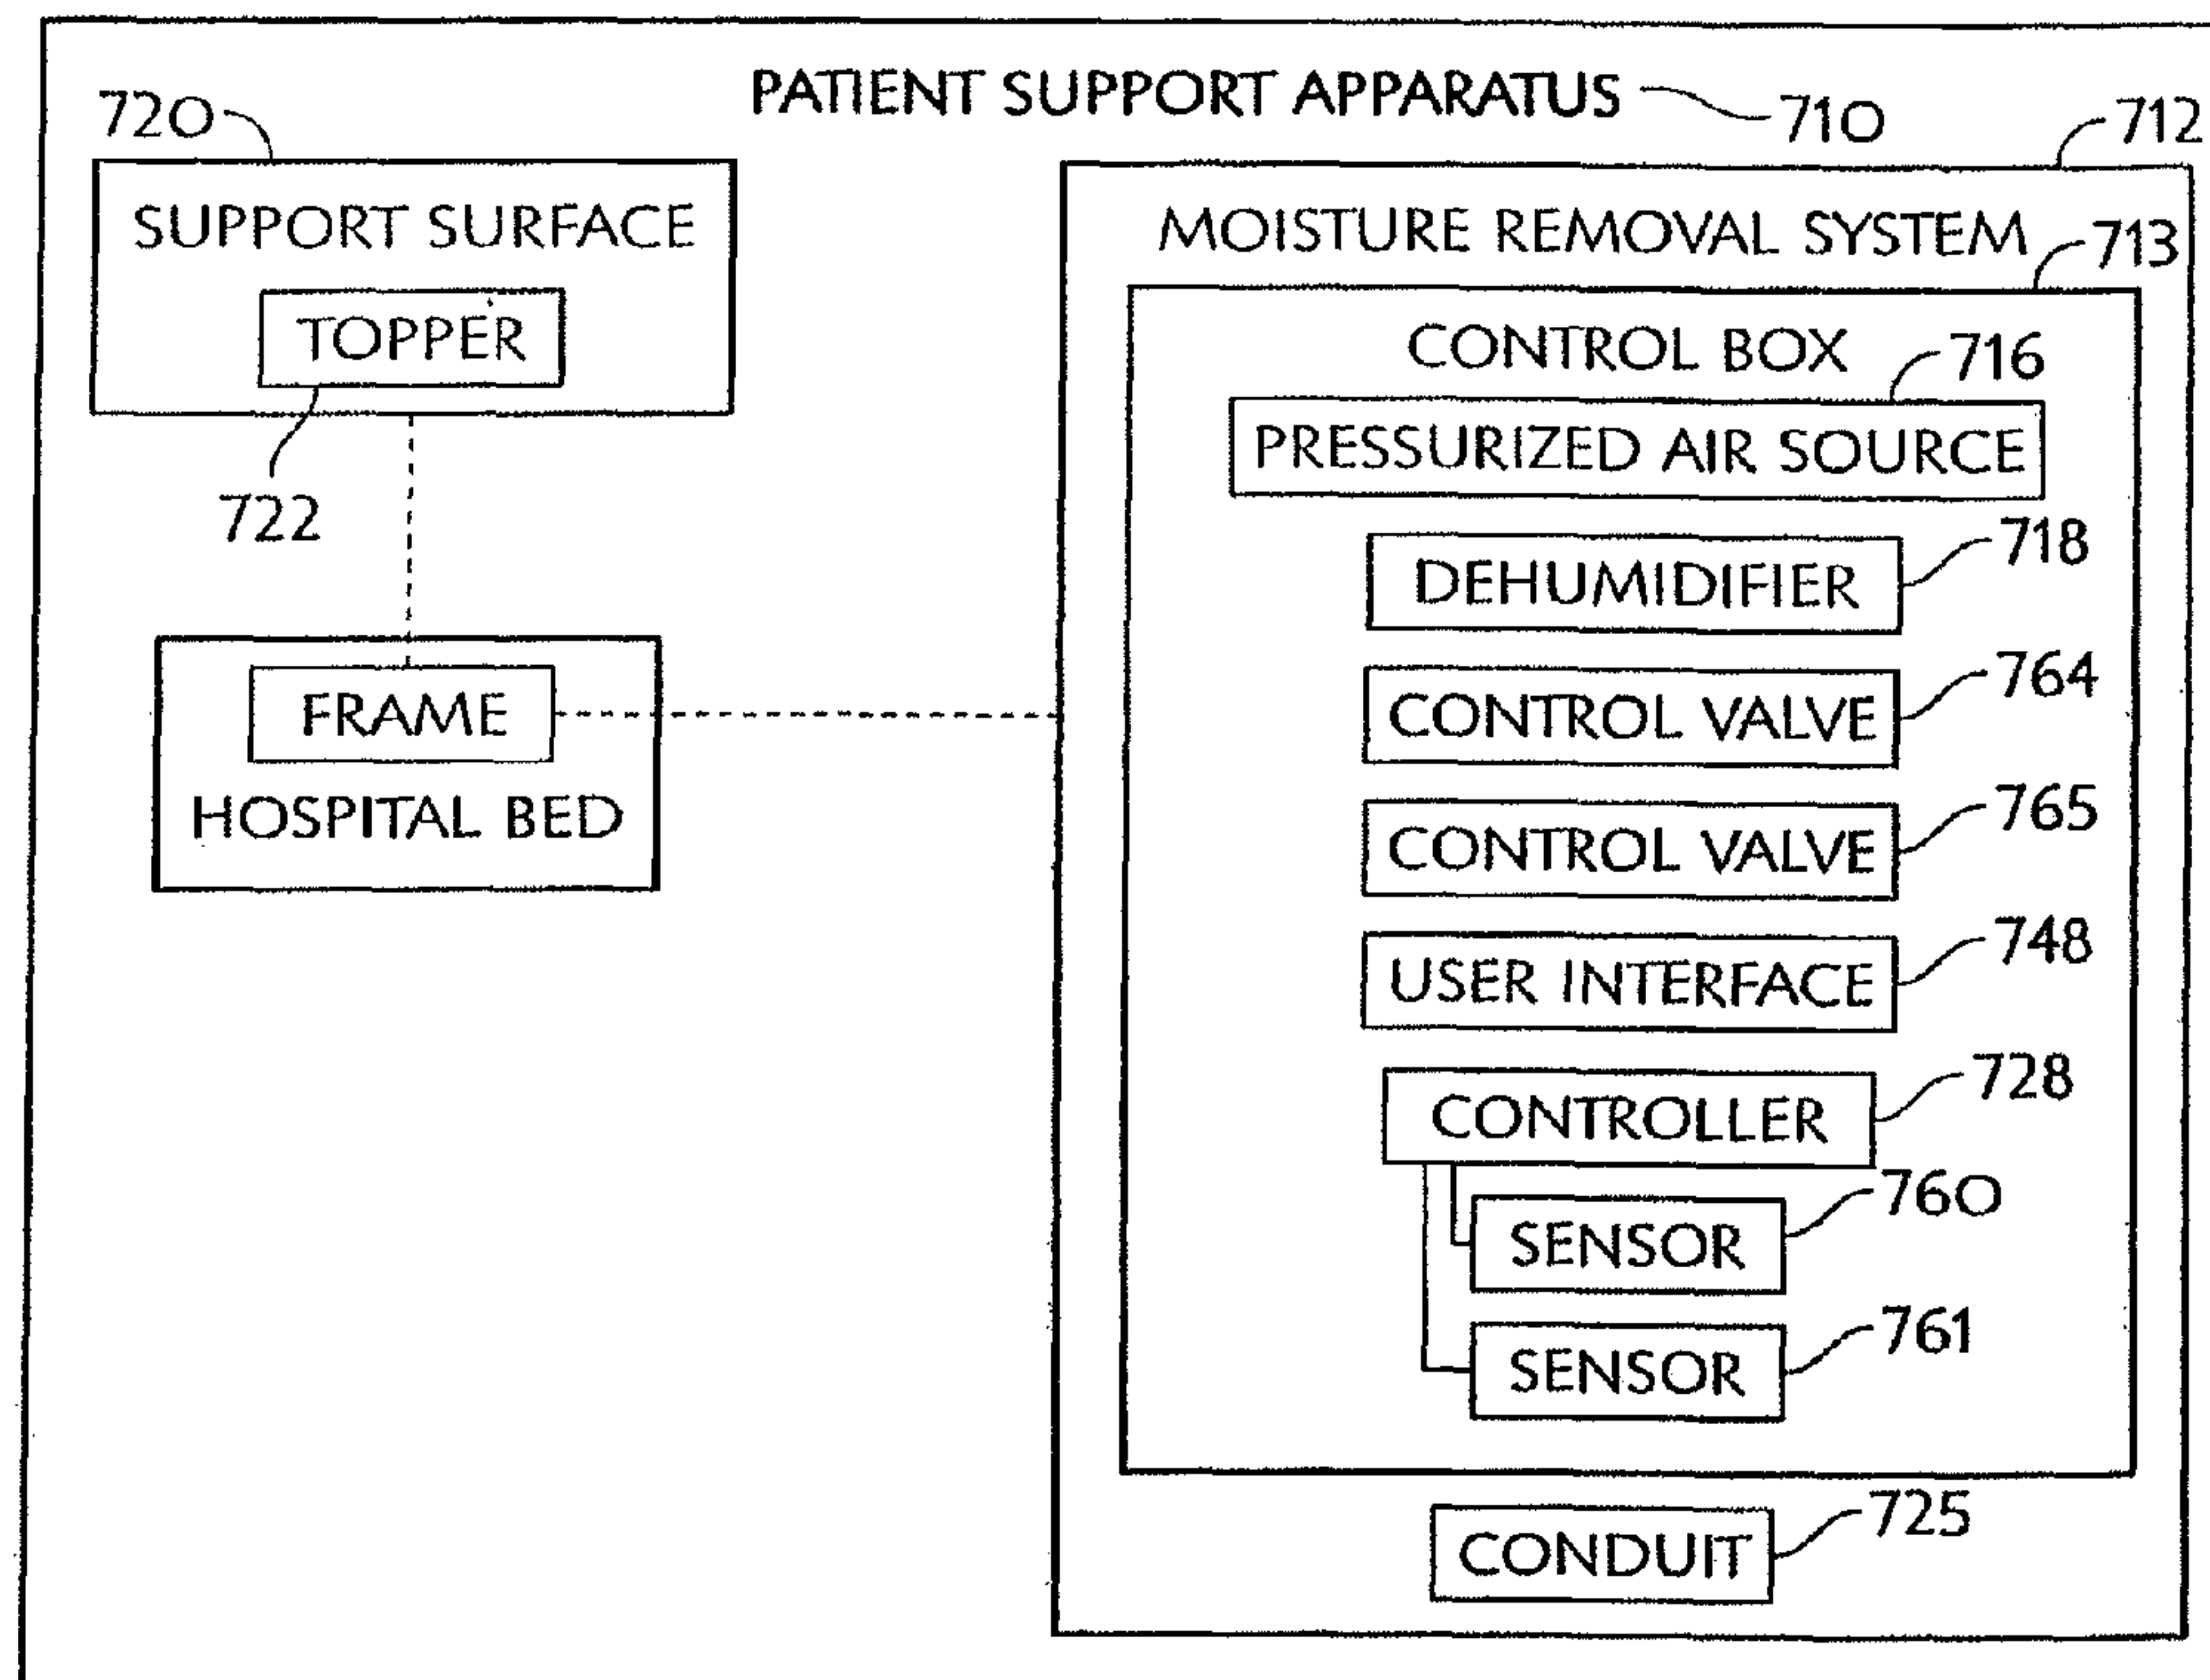 PATIENT SUPPORT APPARATUS 710
720
SUPPORT SURFACE
TOPPER
722
FRAME
HOSPITAL BED
712
MOISTURE REMOVAL SYSTEM
713
CONTROL BOX
716
PRESSURIZED AIR SOURCE
718
DEHUMIDIFIER
764
CONTROL VALVE
765
CONTROL VALVE
748
USER INTERFACE
728
CONTROLLER
760
SENSOR
761
SENSOR
725
CONDUIT